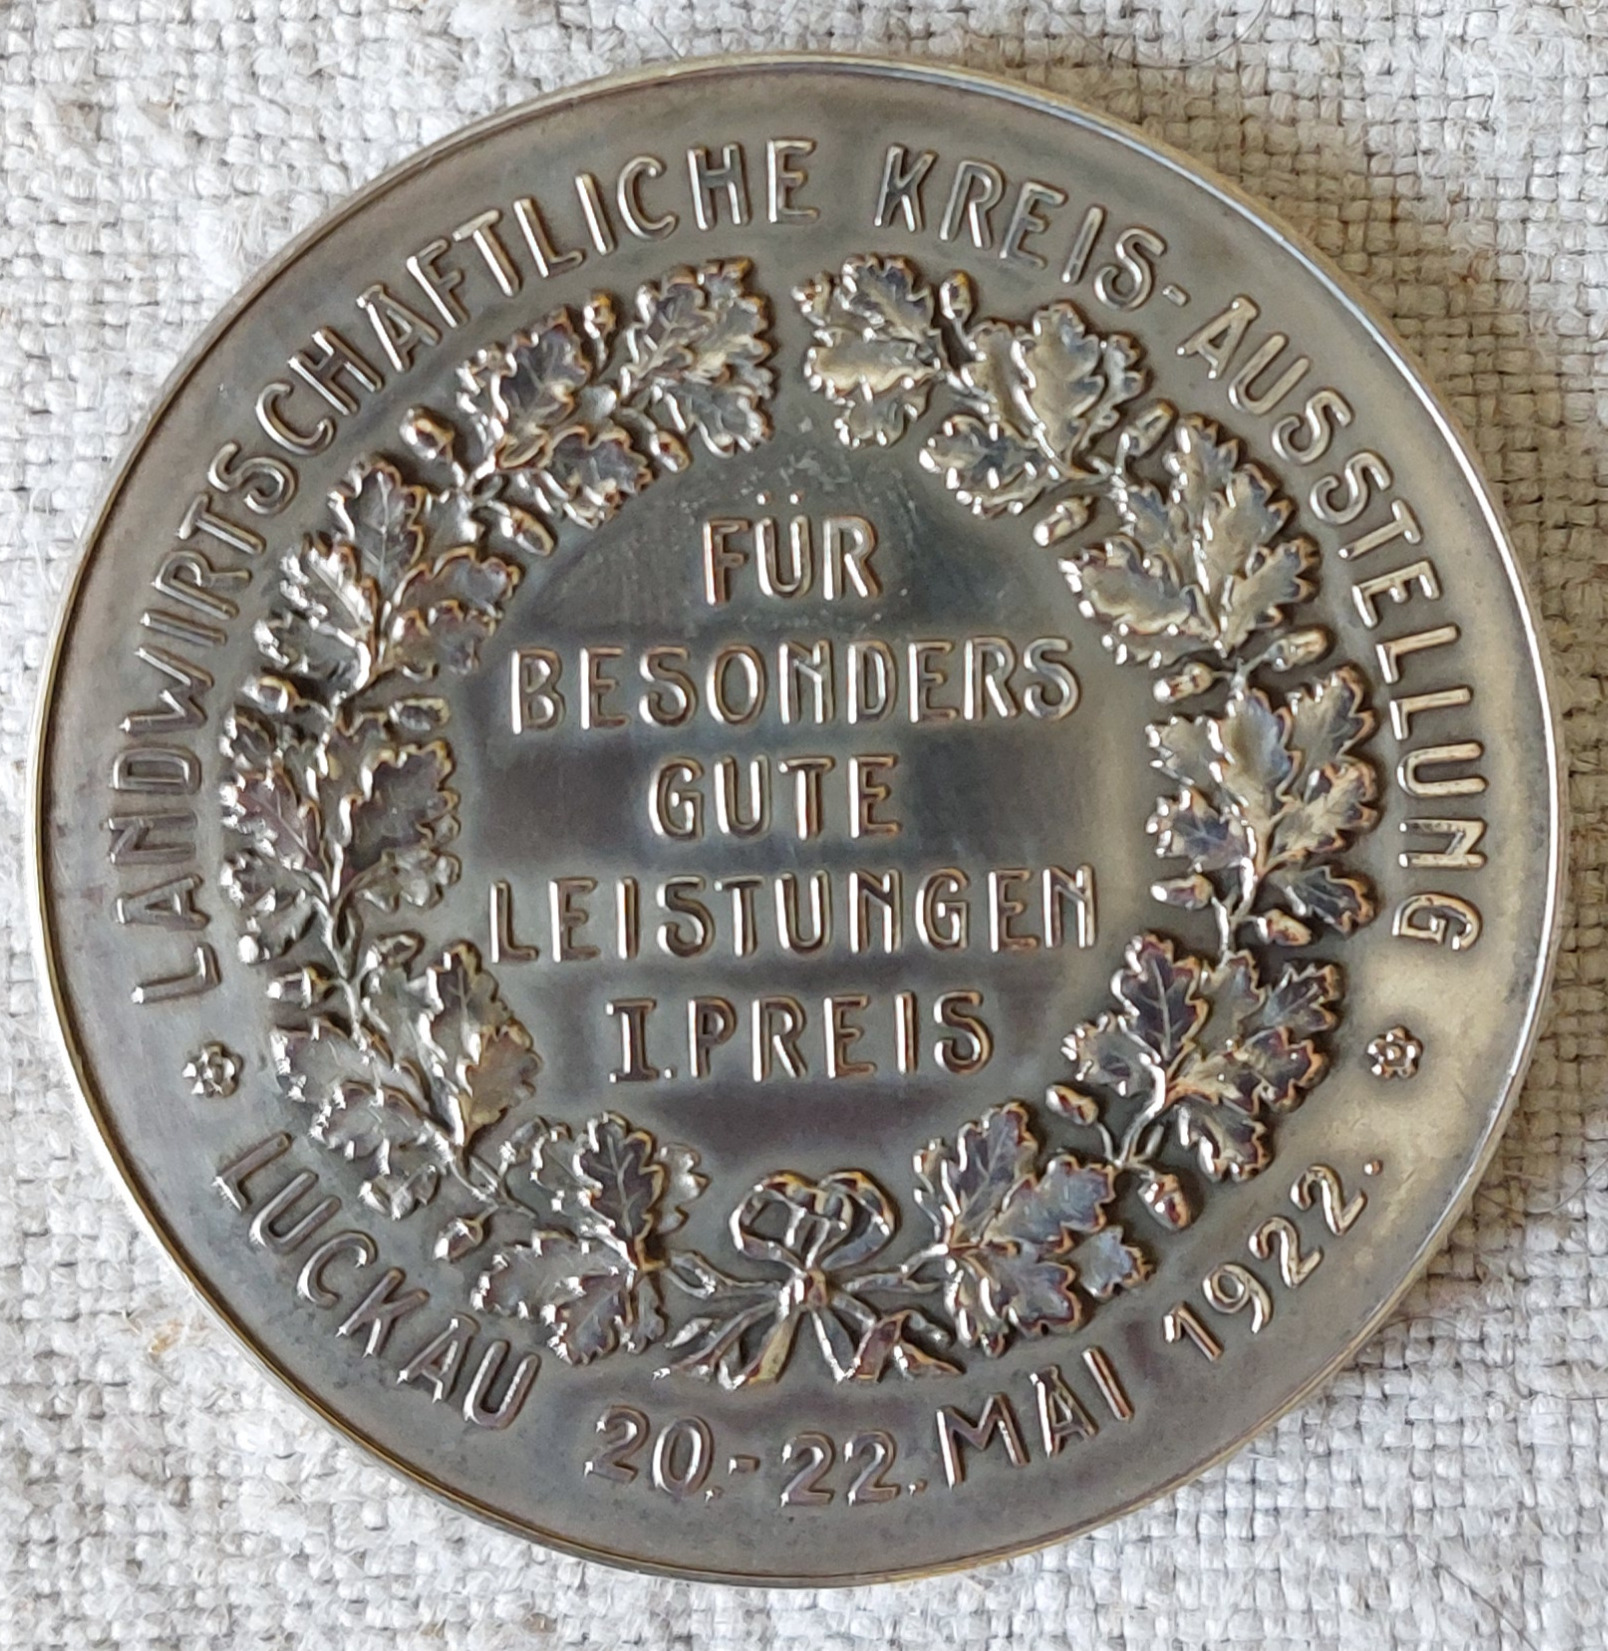 LANDWIRTSCHAFTLICHE KREIS-AUSSTELLUNG
FÜR
BESONDERS
GUTE
LEISTUNGEN
I. PREIS
LUCKAU 20.-22. MAI 1922.